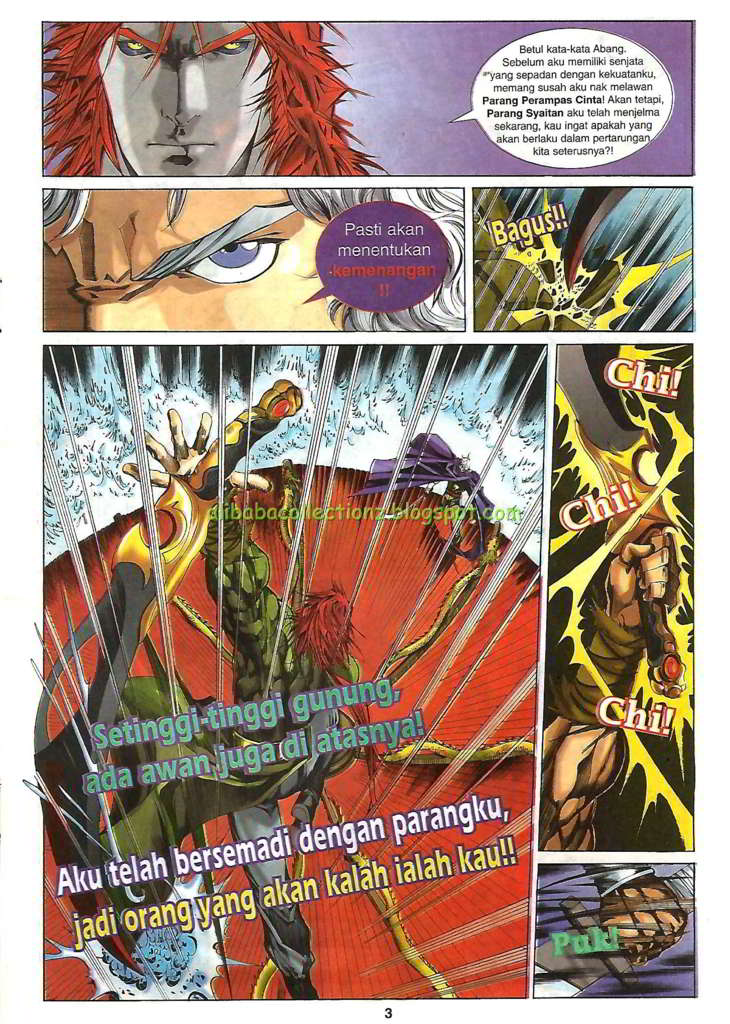 Betul kata-kata Abang.
Sebelum aku memiliki senjata
yang sepadan dengan kekuatanku,
memang susah aku nak melawan
Parang Perampas Cinta! Akan tetapi,
Parang Syaitan aku telah menjelma
sekarang, kau ingat apakah yang
akan berlaku dalam pertarungan
kita seterusnya?!
Pasti akan
menentukan
kemenangan
!!
Bagus!!
alibabacollectionz.blogspot.com
Setinggi-tinggi gunung,
ada awan juga di atasnya!
Aku telah bersemadi dengan parangku,
jadi orang yang akan kalah ialah kau!!
Chi!
Chi!
Chi!
Puk!
3